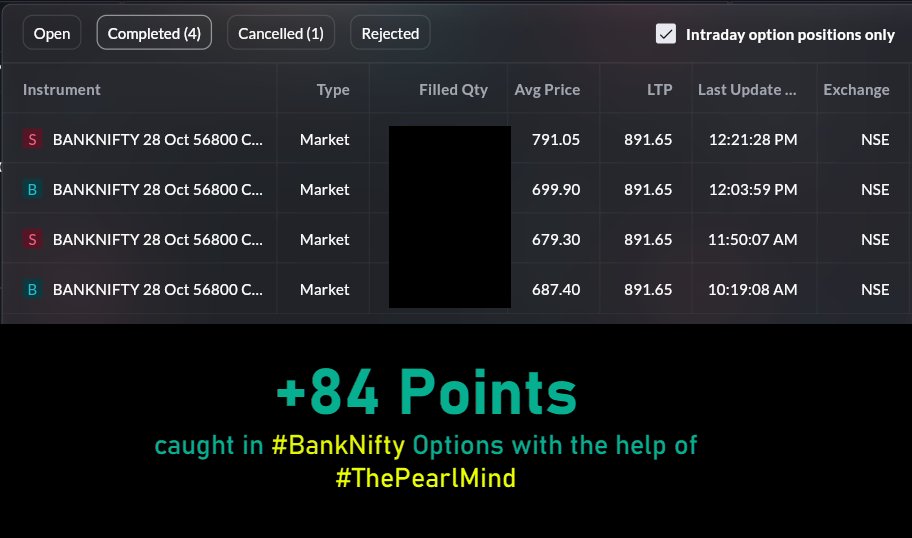 Open Completed (4) Cancelled (1) Rejected Intraday option positions only
Instrument Type Filled Qty Avg Price LTP Last Update ... Exchange
S BANKNIFTY 28 Oct 56800 C... Market 791.05 891.65 12:21:28 PM NSE
B BANKNIFTY 28 Oct 56800 C... Market 699.90 891.65 12:03:59 PM NSE
S BANKNIFTY 28 Oct 56800 C... Market 679.30 891.65 11:50:07 AM NSE
B BANKNIFTY 28 Oct 56800 C... Market 687.40 891.65 10:19:08 AM NSE
+84 Points
caught in #BankNifty Options with the help of
#ThePearlMind